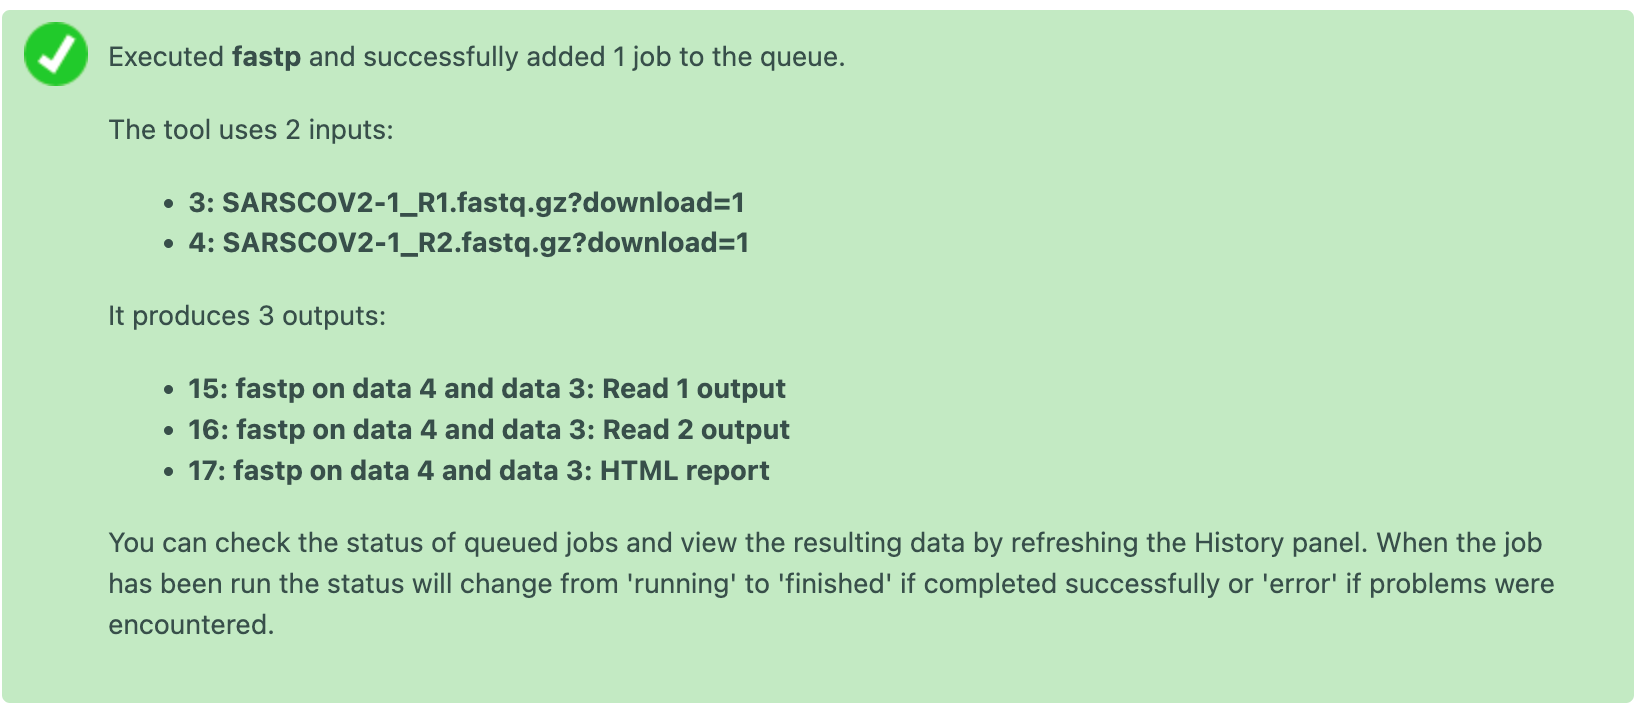 Executed fastp and successfully added 1 job to the queue.
The tool uses 2 inputs:
• 3: SARSCOV2-1_R1.fastq.gz?download=1
• 4: SARSCOV2-1_R2.fastq.gz?download=1
It produces 3 outputs:
• 15: fastp on data 4 and data 3: Read 1 output
• 16: fastp on data 4 and data 3: Read 2 output
• 17: fastp on data 4 and data 3: HTML report
You can check the status of queued jobs and view the resulting data by refreshing the History panel. When the job
has been run the status will change from 'running' to 'finished' if completed successfully or 'error' if problems were
encountered.